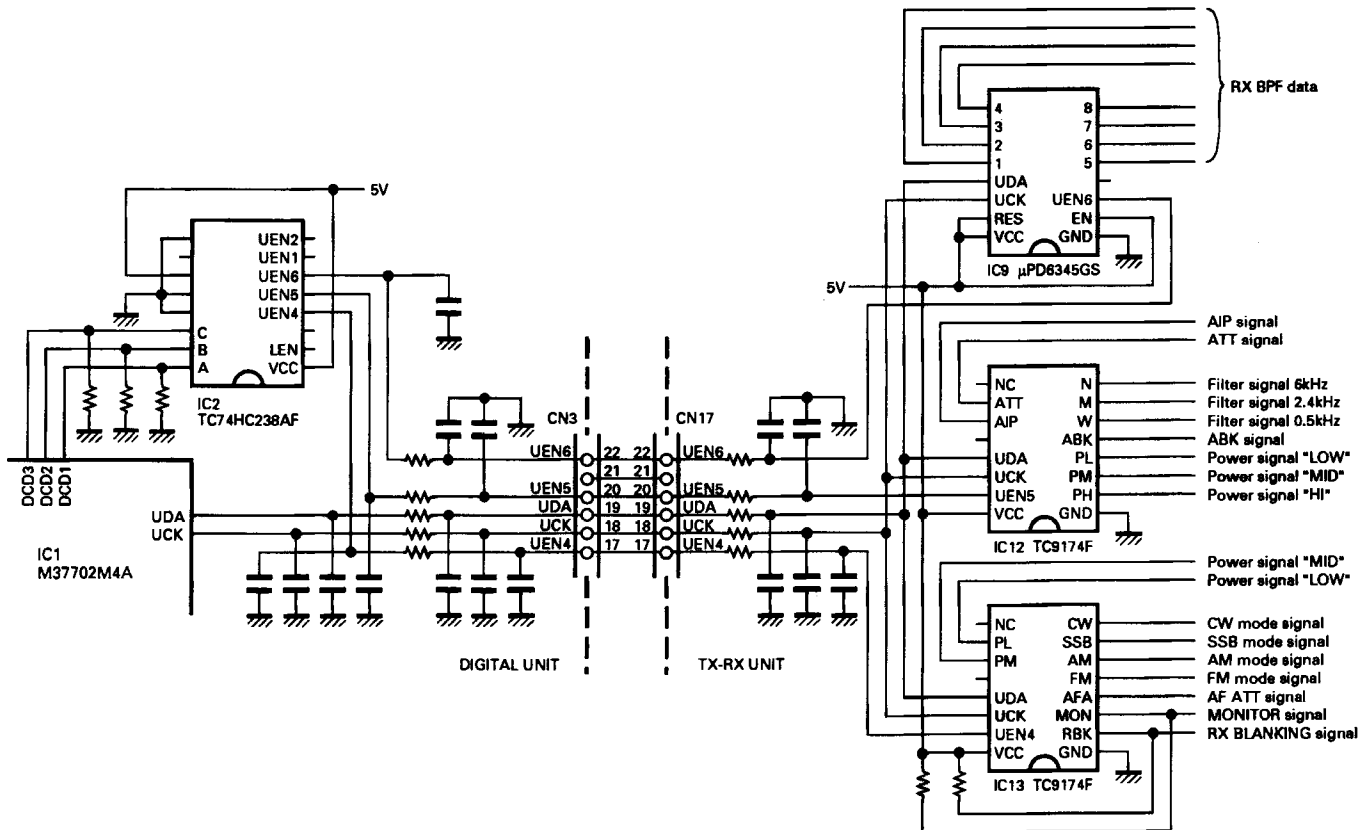 RX BPF data
4 8
3 7
2 6
1 5
UDA
UCK UEN6
RES EN
VCC GND
IC9 µPD6345GS
5V
5V
UEN2
UEN1
UEN6
UEN5
UEN4
C
B LEN
A VCC
IC2
TC74HC238AF
DCD3
DCD2
DCD1
UDA
UCK
IC1
M37702M4A
CN3 CN17
UEN6 22 22 UEN6
21 21
UEN5 20 20 UEN5
UDA 19 19 UDA
UCK 18 18 UCK
UEN4 17 17 UEN4
DIGITAL UNIT TX-RX UNIT
AIP signal
ATT signal
NC N Filter signal 6kHz
ATT M Filter signal 2.4kHz
AIP W Filter signal 0.5kHz
ABK ABK signal
UDA PL Power signal "LOW"
UCK PM Power signal "MID"
UEN5 PH Power signal "HI"
VCC GND
IC12 TC9174F
Power signal "MID"
Power signal "LOW"
NC CW CW mode signal
PL SSB SSB mode signal
PM AM AM mode signal
FM FM mode signal
UDA AFA AF ATT signal
UCK MON MONITOR signal
UEN4 RBK RX BLANKING signal
VCC GND
IC13 TC9174F